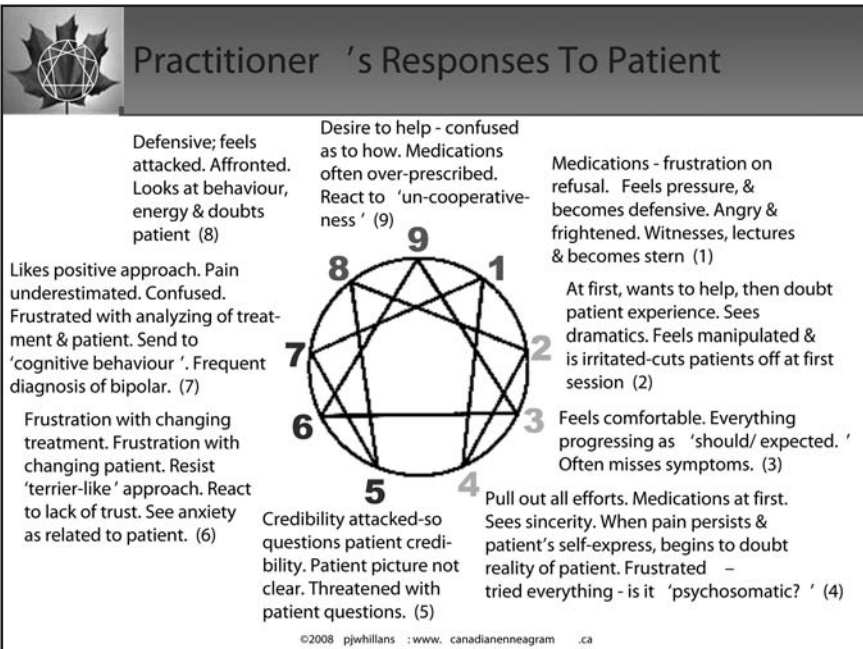 Practitioner 's Responses To Patient
Defensive; feels
attacked. Affronted.
Looks at behaviour,
energy & doubts
patient (8)
Desire to help - confused
as to how. Medications
often over-prescribed.
React to 'un-cooperative-
ness ' (9)
Medications - frustration on
refusal. Feels pressure, &
becomes defensive. Angry &
frightened. Witnesses, lectures
& becomes stern (1)
Likes positive approach. Pain
underestimated. Confused.
Frustrated with analyzing of treat-
ment & patient. Send to
'cognitive behaviour '. Frequent
diagnosis of bipolar. (7)
At first, wants to help, then doubt
patient experience. Sees
dramatics. Feels manipulated &
is irritated-cuts patients off at first
session (2)
Frustration with changing
treatment. Frustration with
changing patient. Resist
'terrier-like ' approach. React
to lack of trust. See anxiety
as related to patient. (6)
Feels comfortable. Everything
progressing as 'should/ expected. '
Often misses symptoms. (3)
Credibility attacked-so
questions patient credi-
bility. Patient picture not
clear. Threatened with
patient questions. (5)
Pull out all efforts. Medications at first.
Sees sincerity. When pain persists &
patient's self-express, begins to doubt
reality of patient. Frustrated –
tried everything - is it 'psychosomatic? ' (4)
9
8
1
7
2
6
3
5
4
©2008 pjwhillans : www. canadianenneagram .ca